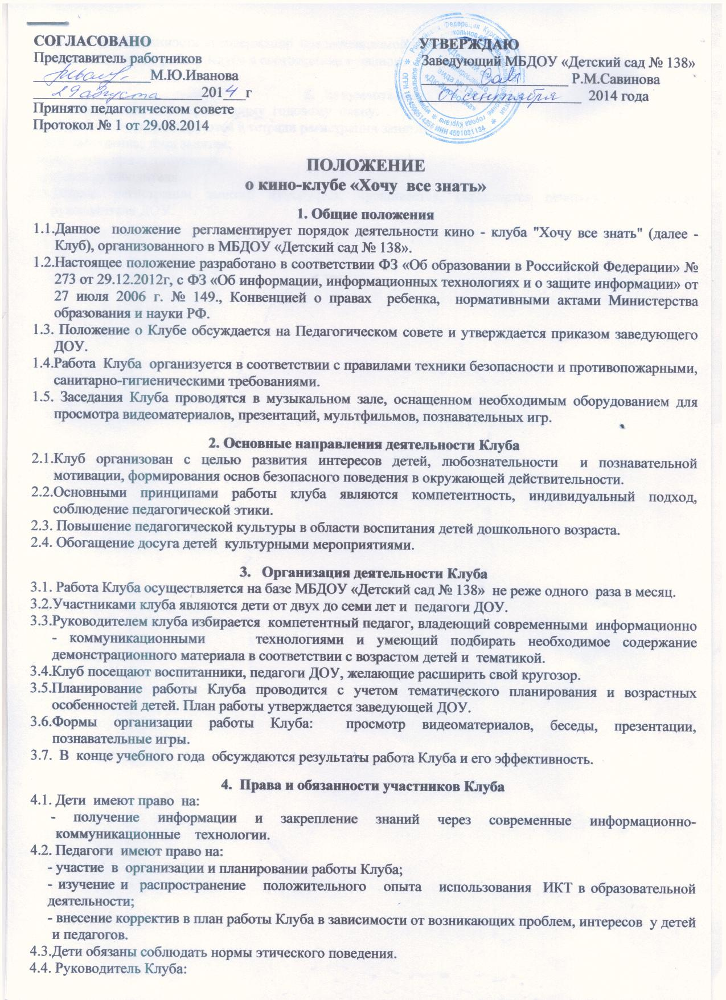 СОГЛАСОВАНО
Представитель работников
М.Ю.Иванова
29 августа 2014 г
Принято педагогическом совете
Протокол № 1 от 29.08.2014
УТВЕРЖДАЮ
Заведующий МБДОУ «Детский сад № 138»
Р.М.Савинова
01 сентября 2014 года
ОГРН 1024500514356 ИНН 4501031134
«Дюймовочка»
ПОЛОЖЕНИЕ
о кино-клубе «Хочу все знать»
1. Общие положения
1.1.Данное положение регламентирует порядок деятельности кино - клуба "Хочу все знать" (далее -
Клуб), организованного в МБДОУ «Детский сад № 138».
1.2.Настоящее положение разработано в соответствии ФЗ «Об образовании в Российской Федерации» №
273 от 29.12.2012г, с ФЗ «Об информации, информационных технологиях и о защите информации» от
27 июля 2006 г. № 149., Конвенцией о правах ребенка, нормативными актами Министерства
образования и науки РФ.
1.3. Положение о Клубе обсуждается на Педагогическом совете и утверждается приказом заведующего
ДОУ.
1.4.Работа Клуба организуется в соответствии с правилами техники безопасности и противопожарными,
санитарно-гигиеническими требованиями.
1.5. Заседания Клуба проводятся в музыкальном зале, оснащенном необходимым оборудованием для
просмотра видеоматериалов, презентаций, мультфильмов, познавательных игр.
2. Основные направления деятельности Клуба
2.1.Клуб организован с целью развития интересов детей, любознательности и познавательной
мотивации, формирования основ безопасного поведения в окружающей действительности.
2.2.Основными принципами работы клуба являются компетентность, индивидуальный подход,
соблюдение педагогической этики.
2.3. Повышение педагогической культуры в области воспитания детей дошкольного возраста.
2.4. Обогащение досуга детей культурными мероприятиями.
3. Организация деятельности Клуба
3.1. Работа Клуба осуществляется на базе МБДОУ «Детский сад № 138» не реже одного раза в месяц.
3.2.Участниками клуба являются дети от двух до семи лет и педагоги ДОУ.
3.3.Руководителем клуба избирается компетентный педагог, владеющий современными информационно
- коммуникационными технологиями и умеющий подбирать необходимое содержание
демонстрационного материала в соответствии с возрастом детей и тематикой.
3.4.Клуб посещают воспитанники, педагоги ДОУ, желающие расширить свой кругозор.
3.5.Планирование работы Клуба проводится с учетом тематического планирования и возрастных
особенностей детей. План работы утверждается заведующей ДОУ.
3.6.Формы организации работы Клуба: просмотр видеоматериалов, беседы, презентации,
познавательные игры.
3.7. В конце учебного года обсуждаются результаты работа Клуба и его эффективность.
4. Права и обязанности участников Клуба
4.1. Дети имеют право на:
- получение информации и закрепление знаний через современные информационно-
коммуникационные технологии.
4.2. Педагоги имеют право на:
- участие в организации и планировании работы Клуба;
- изучение и распространение положительного опыта использования ИКТ в образовательной
деятельности;
- внесение корректив в план работы Клуба в зависимости от возникающих проблем, интересов у детей
и педагогов.
4.3.Дети обязаны соблюдать нормы этического поведения.
4.4. Руководитель Клуба: